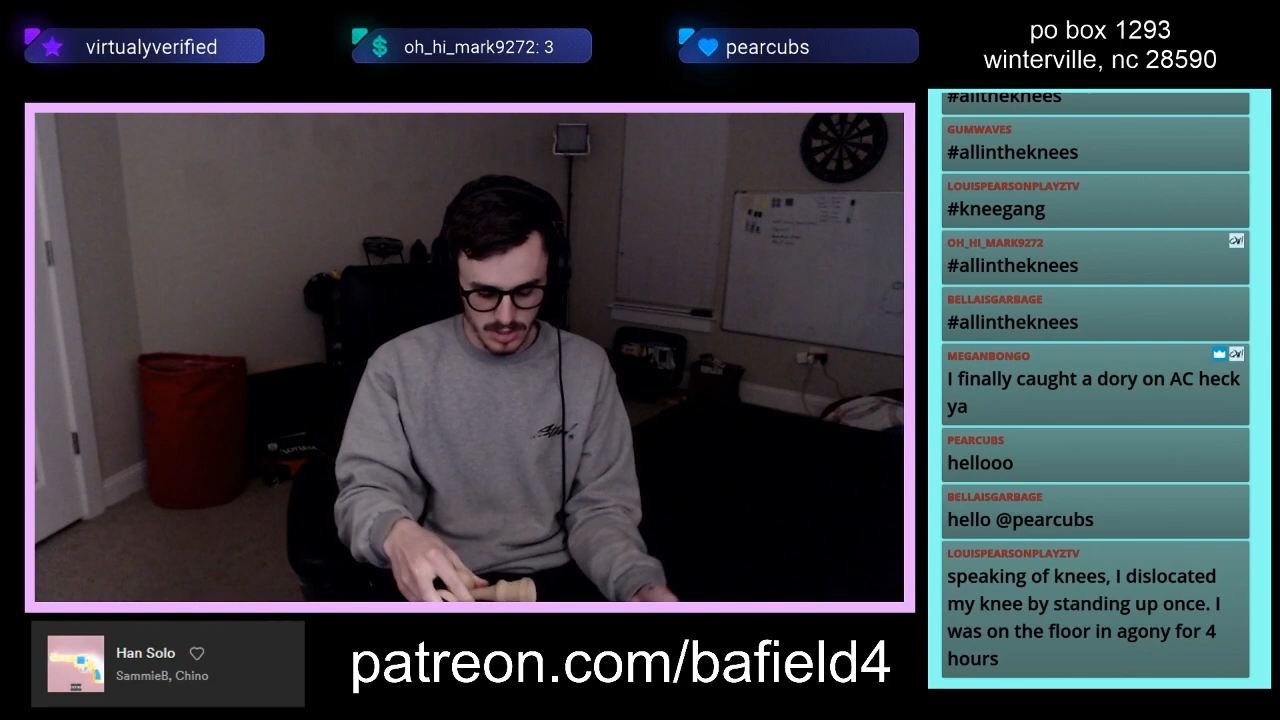 virtualyverified
oh_hi_mark9272: 3
pearcubs
po box 1293
winterville, nc 28590
#allintheknees
GUMWAVES
#allintheknees
LOUISPEARSONPLAYZTV
#kneegang
OH_HI_MARK9272
#allintheknees
BELLAISGARBAGE
#allintheknees
MEGANBONGO
I finally caught a dory on AC heck
ya
PEARCUBS
hellooo
BELLAISGARBAGE
hello @pearcubs
LOUISPEARSONPLAYZTV
speaking of knees, I dislocated
my knee by standing up once. I
was on the floor in agony for 4
hours
Han Solo
SammieB, Chino
patreon.com/bafield4